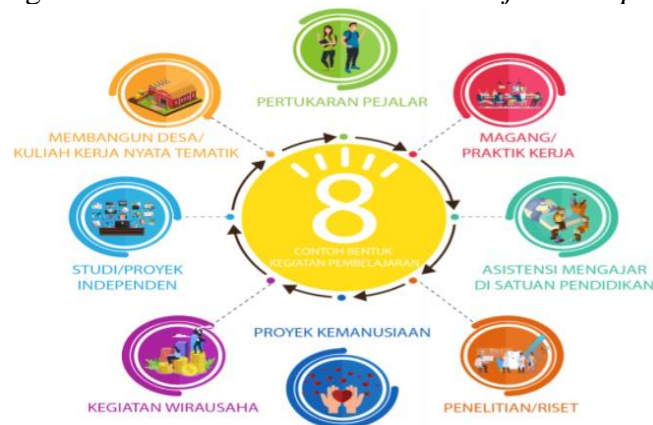 PERTUKARAN PEJALAR
MEMBANGUN DESA/
KULIAH KERJA NYATA TEMATIK
MAGANG/
PRAKTIK KERJA
8
CONTOH BENTUK
KEGIATAN PEMBELAJARAN
STUDI/PROYEK
INDEPENDEN
ASISTENSI MENGAJAR
DI SATUAN PENDIDIKAN
PROYEK KEMANUSIAAN
KEGIATAN WIRAUSAHA
PENELITIAN/RISET